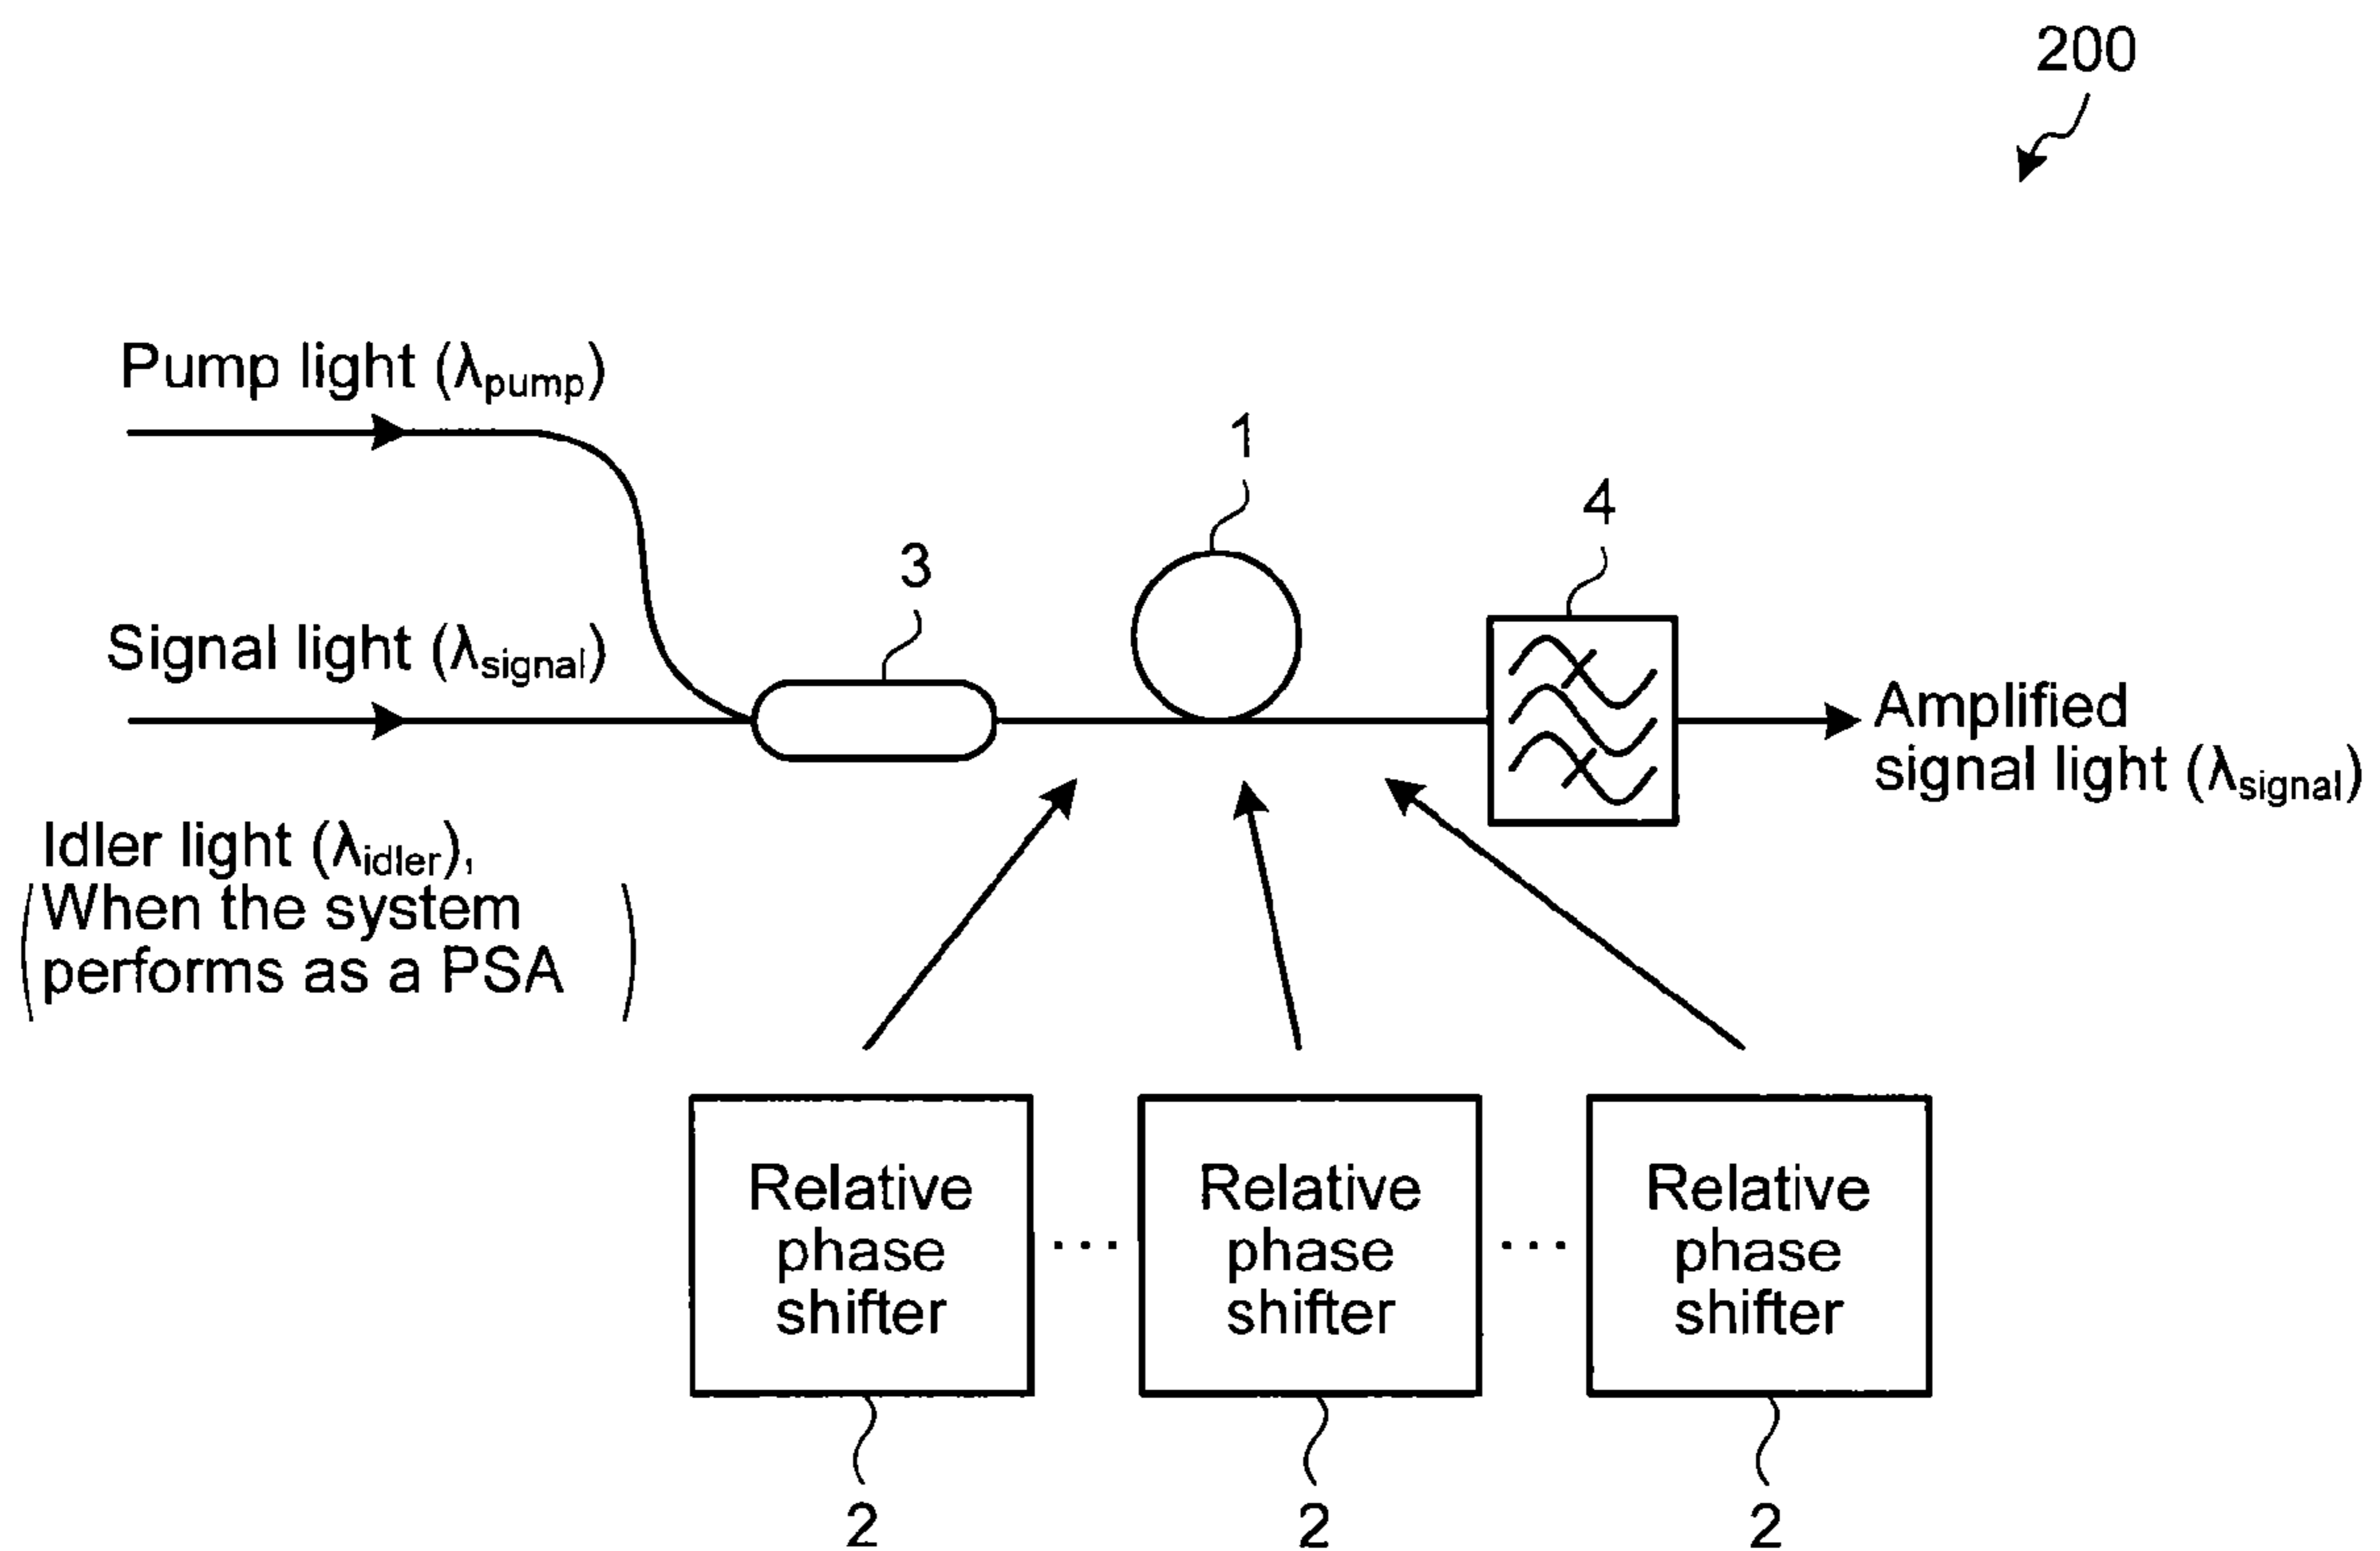 200
Pump light (λpump)
1
4
3
Signal light (λsignal)
Amplified
signal light (λsignal)
Idler light (λidler),
When the system
performs as a PSA
Relative
phase
shifter
...
Relative
phase
shifter
...
Relative
phase
shifter
2
2
2